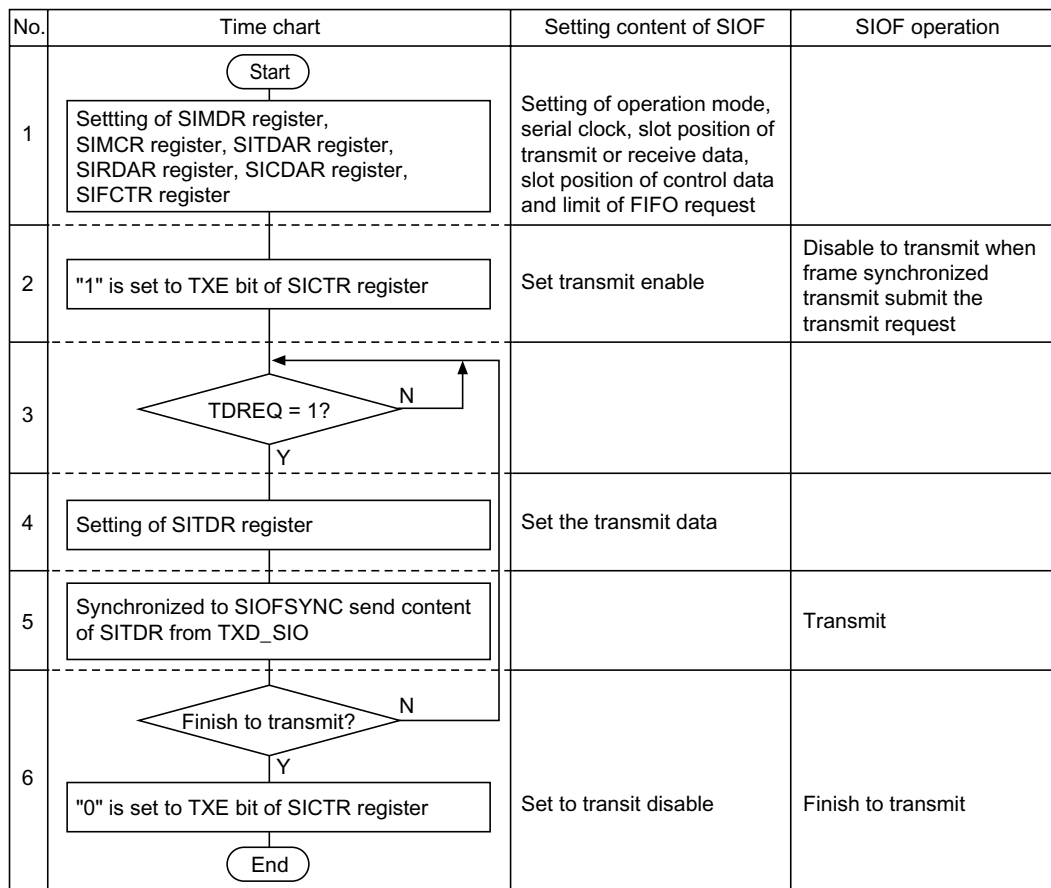 No. Time chart Setting content of SIOF SIOF operation
Start
1
Settting of SIMDR register,
SIMCR register, SITDAR register,
SIRDAR register, SICDAR register,
SIFCTR register
Setting of operation mode,
serial clock, slot position of
transmit or receive data,
slot position of control data
and limit of FIFO request
2
"1" is set to TXE bit of SICTR register
Set transmit enable
Disable to transmit when
frame synchronized
transmit submit the
transmit request
3
TDREQ = 1?
N
Y
4
Setting of SITDR register
Set the transmit data
5
Synchronized to SIOFSYNC send content
of SITDR from TXD_SIO
Transmit
6
Finish to transmit?
N
Y
"0" is set to TXE bit of SICTR register
Set to transit disable
Finish to transmit
End